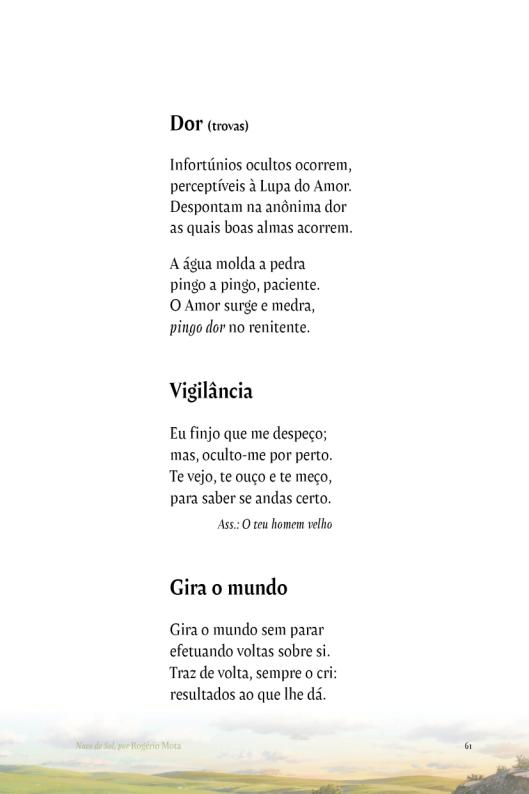 Dor (trovas)
Infortúnios ocultos ocorrem,
perceptíveis à Lupa do Amor.
Despontam na anônima dor
as quais boas almas acorrem.
A água molda a pedra
pingo a pingo, paciente.
O Amor surge e medra,
pingo dor no renitente.
Vigilância
Eu finjo que me despeço;
mas, oculto-me por perto.
Te vejo, te ouço e te meço,
para saber se andas certo.
Ass.: O teu homem velho
Gira o mundo
Gira o mundo sem parar
efetuando voltas sobre si.
Traz de volta, sempre o cri:
resultados ao que lhe dá.
de Sol, por Rogério Mota 61